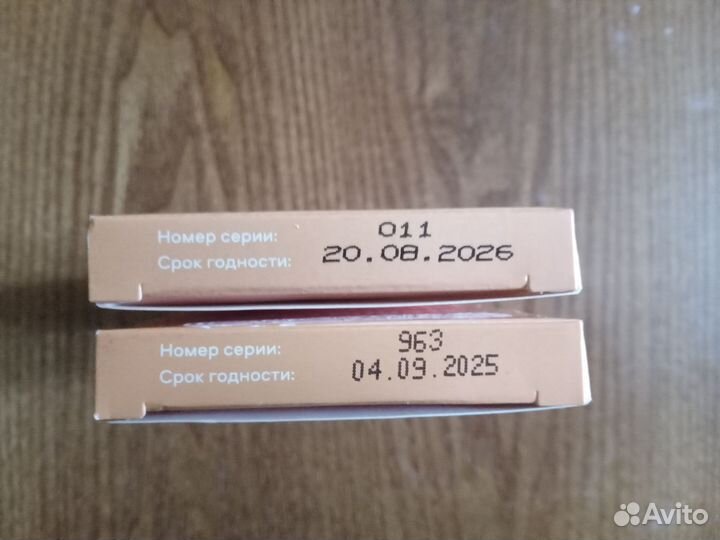 Номер серии: 011
Срок годности: 20.08.2026
Номер серии: 963
Срок годности: 04.09.2025
Avito